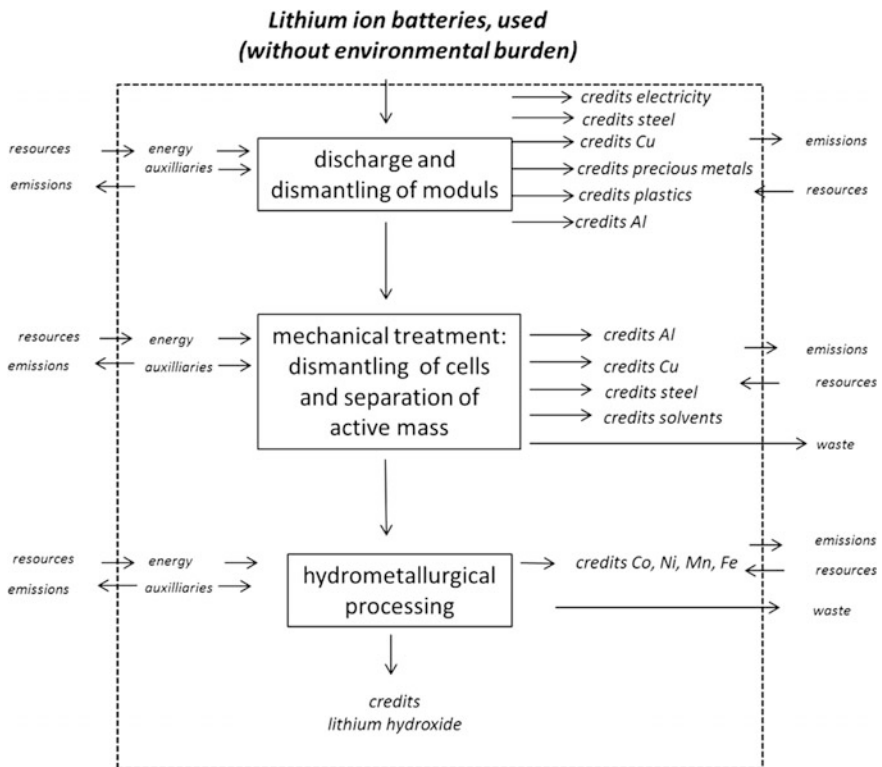 Lithium ion batteries, used
(without environmental burden)
credits electricity
credits steel
resources
energy
credits Cu
emissions
auxilliaries
discharge and
dismantling of moduls
credits precious metals
emissions
credits plastics
resources
credits Al
resources
energy
mechanical treatment:
dismantling of cells
and separation of
active mass
credits Al
emissions
emissions
auxilliaries
credits Cu
resources
credits steel
credits solvents
waste
resources
energy
hydrometallurgical
processing
credits Co, Ni, Mn, Fe
emissions
emissions
auxilliaries
resources
waste
credits
lithium hydroxide